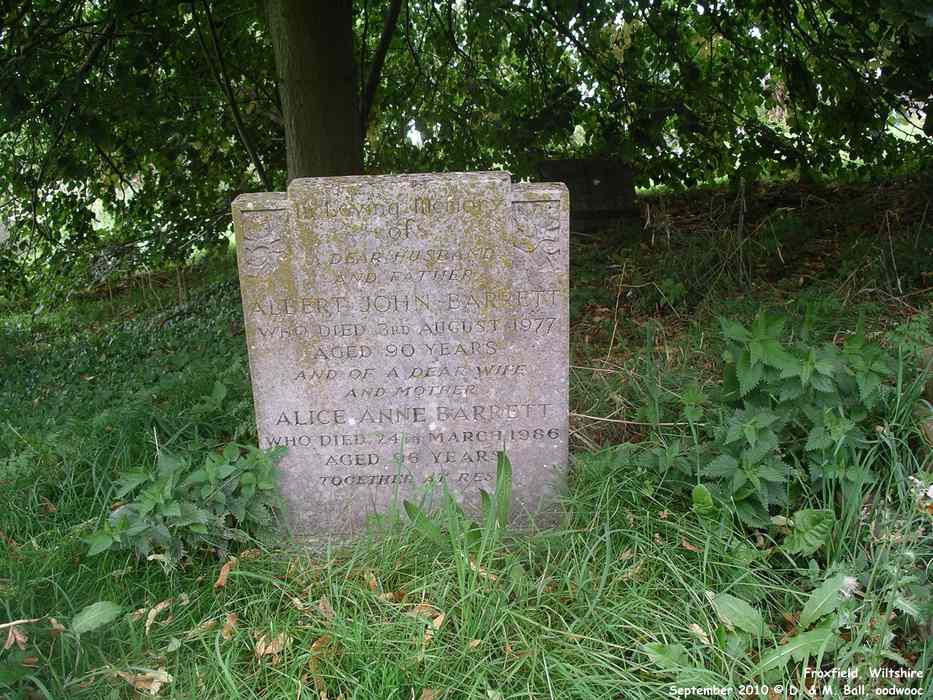 In Loving Memory
of
A DEAR HUSBAND
AND FATHER
ALBERT JOHN BARRETT
WHO DIED 3RD AUGUST 1977
AGED 90 YEARS
AND OF A DEAR WIFE
AND MOTHER
ALICE ANNE BARRETT
WHO DIED 24TH MARCH 1986
AGED 96 YEARS
TOGETHER AT REST
Froxfield, Wiltshire
September 2010 © D. & M. Ball, oodwooc